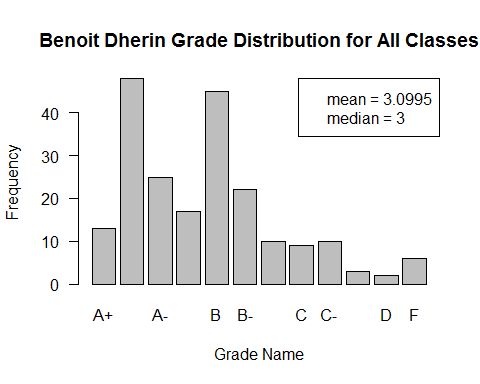 Benoit Dherin Grade Distribution for All Classes
mean = 3.0995
median = 3
Frequency
40
30
20
10
0
A+ A- B B- C C- D F
Grade Name